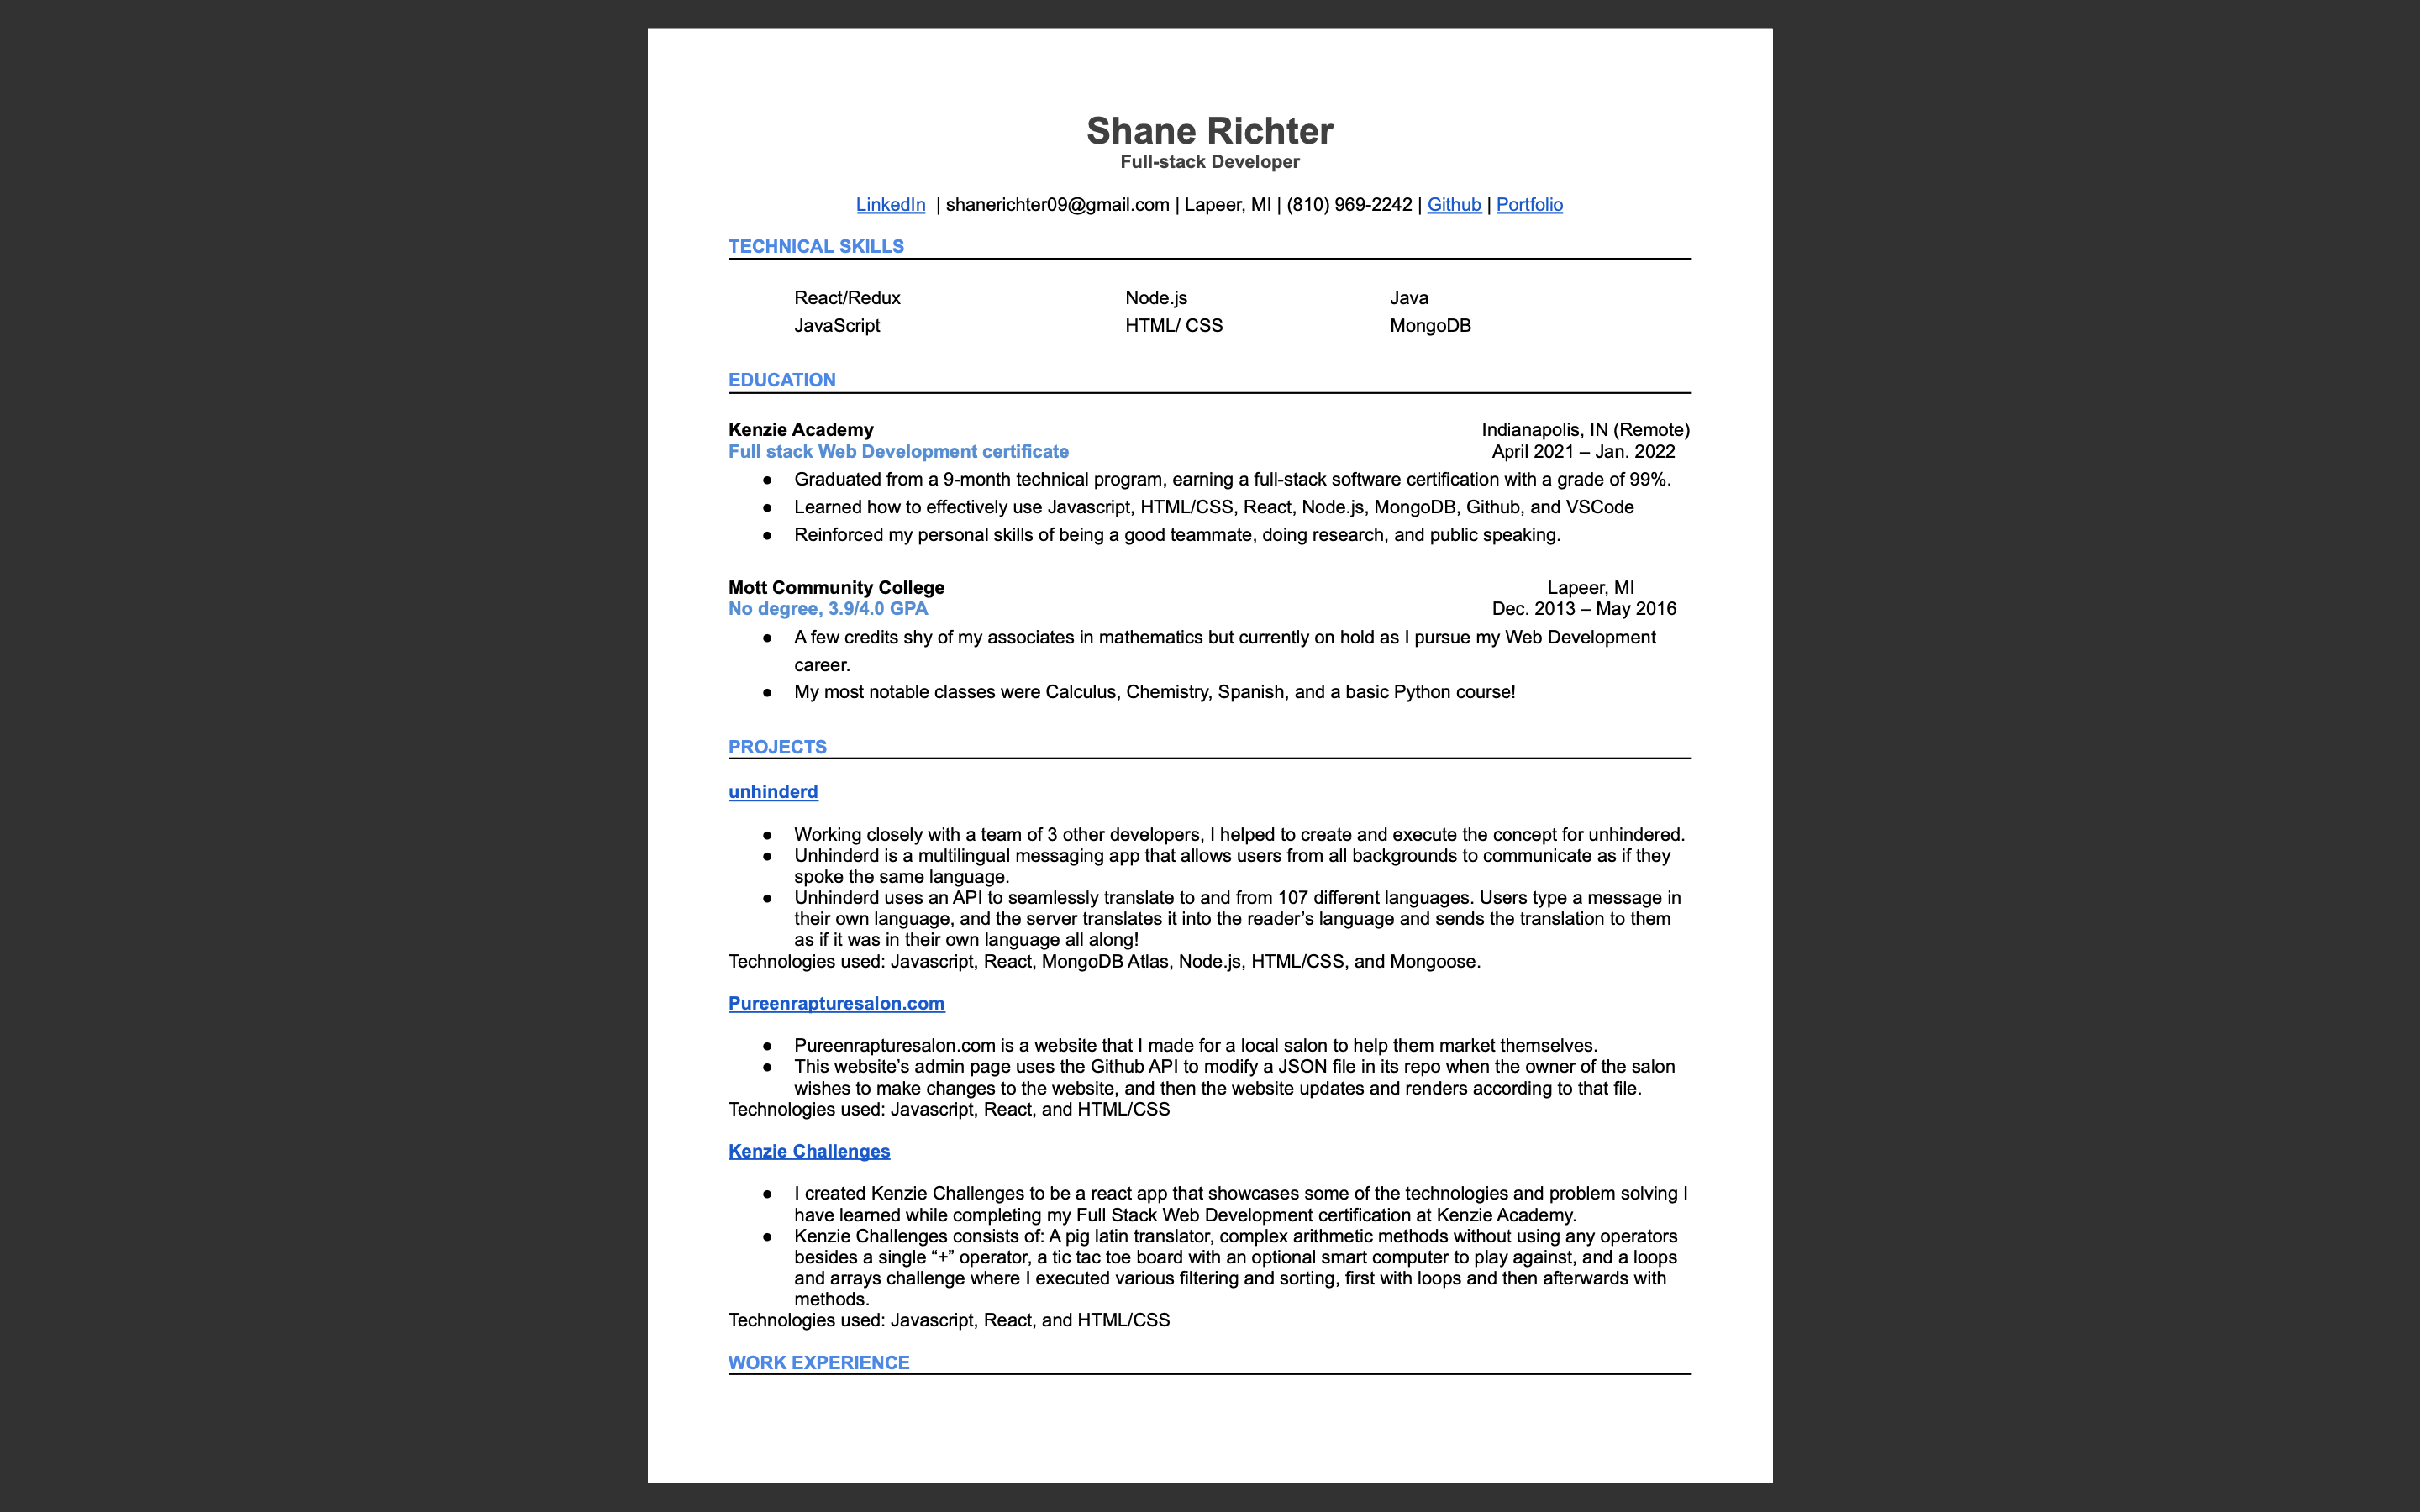 Shane Richter
Full-stack Developer
LinkedIn | shanerichter09@gmail.com | Lapeer, MI | (810) 969-2242 | Github | Portfolio
TECHNICAL SKILLS
React/Redux Node.js Java
JavaScript HTML/ CSS MongoDB
EDUCATION
Kenzie Academy Indianapolis, IN (Remote)
Full stack Web Development certificate April 2021 – Jan. 2022
● Graduated from a 9-month technical program, earning a full-stack software certification with a grade of 99%.
● Learned how to effectively use Javascript, HTML/CSS, React, Node.js, MongoDB, Github, and VSCode
● Reinforced my personal skills of being a good teammate, doing research, and public speaking.
Mott Community College Lapeer, MI
No degree, 3.9/4.0 GPA Dec. 2013 – May 2016
● A few credits shy of my associates in mathematics but currently on hold as I pursue my Web Development
career.
● My most notable classes were Calculus, Chemistry, Spanish, and a basic Python course!
PROJECTS
unhinderd
● Working closely with a team of 3 other developers, I helped to create and execute the concept for unhindered.
● Unhinderd is a multilingual messaging app that allows users from all backgrounds to communicate as if they
spoke the same language.
● Unhinderd uses an API to seamlessly translate to and from 107 different languages. Users type a message in
their own language, and the server translates it into the reader’s language and sends the translation to them
as if it was in their own language all along!
Technologies used: Javascript, React, MongoDB Atlas, Node.js, HTML/CSS, and Mongoose.
Pureenrapturesalon.com
● Pureenrapturesalon.com is a website that I made for a local salon to help them market themselves.
● This website’s admin page uses the Github API to modify a JSON file in its repo when the owner of the salon
wishes to make changes to the website, and then the website updates and renders according to that file.
Technologies used: Javascript, React, and HTML/CSS
Kenzie Challenges
● I created Kenzie Challenges to be a react app that showcases some of the technologies and problem solving I
have learned while completing my Full Stack Web Development certification at Kenzie Academy.
● Kenzie Challenges consists of: A pig latin translator, complex arithmetic methods without using any operators
besides a single “+” operator, a tic tac toe board with an optional smart computer to play against, and a loops
and arrays challenge where I executed various filtering and sorting, first with loops and then afterwards with
methods.
Technologies used: Javascript, React, and HTML/CSS
WORK EXPERIENCE